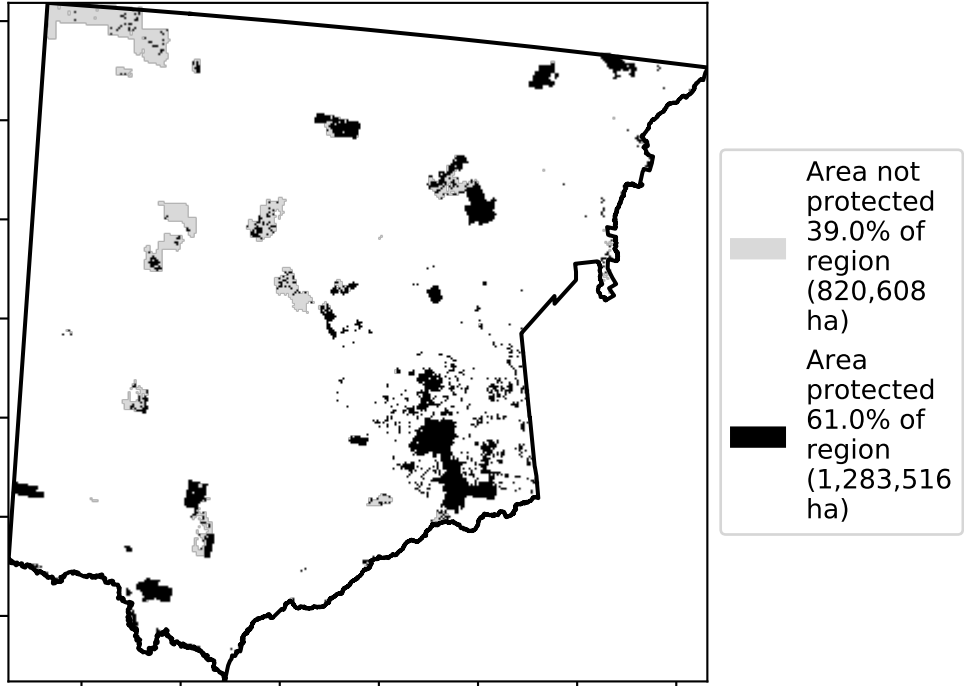 Area not
protected
39.0% of
region
(820,608
ha)
Area
protected
61.0% of
region
(1,283,516
ha)